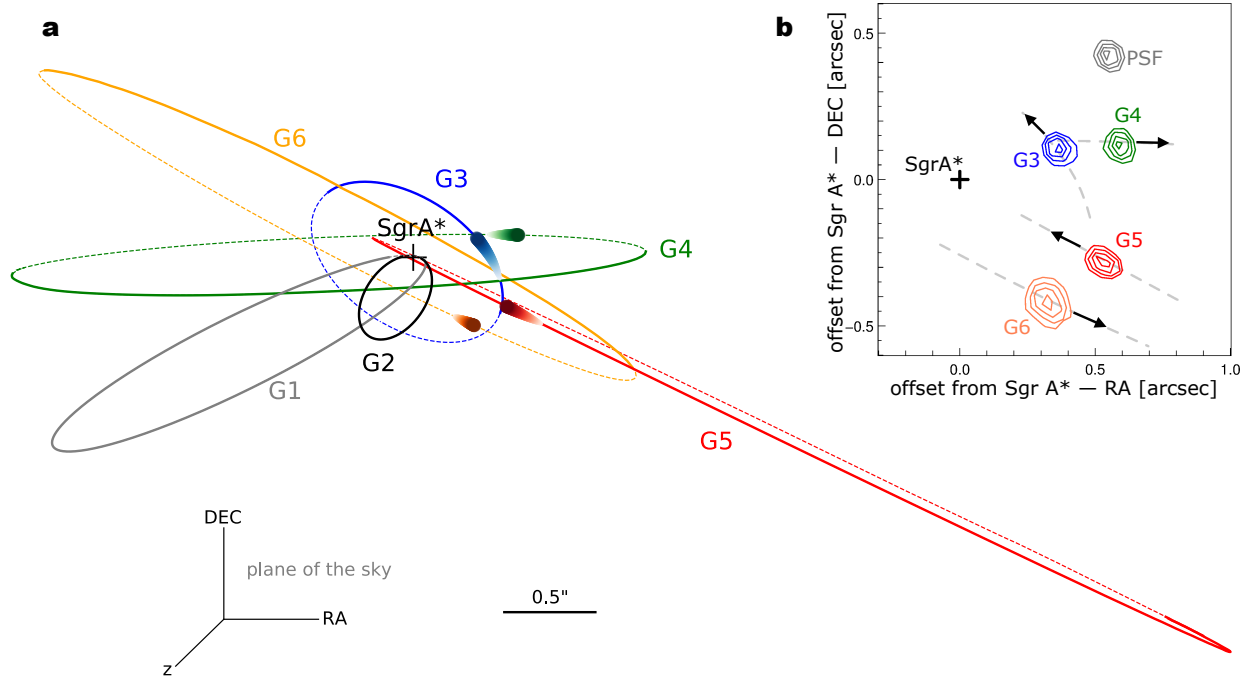 a
G6
G3
SgrA*
G4
G2
G1
G5
DEC
plane of the sky
RA
z
0.5"
b
offset from Sgr A* — DEC [arcsec]
0.5
0.0
−0.5
PSF
G4
G3
SgrA*
G5
G6
0.0
0.5
1.0
offset from Sgr A* — RA [arcsec]